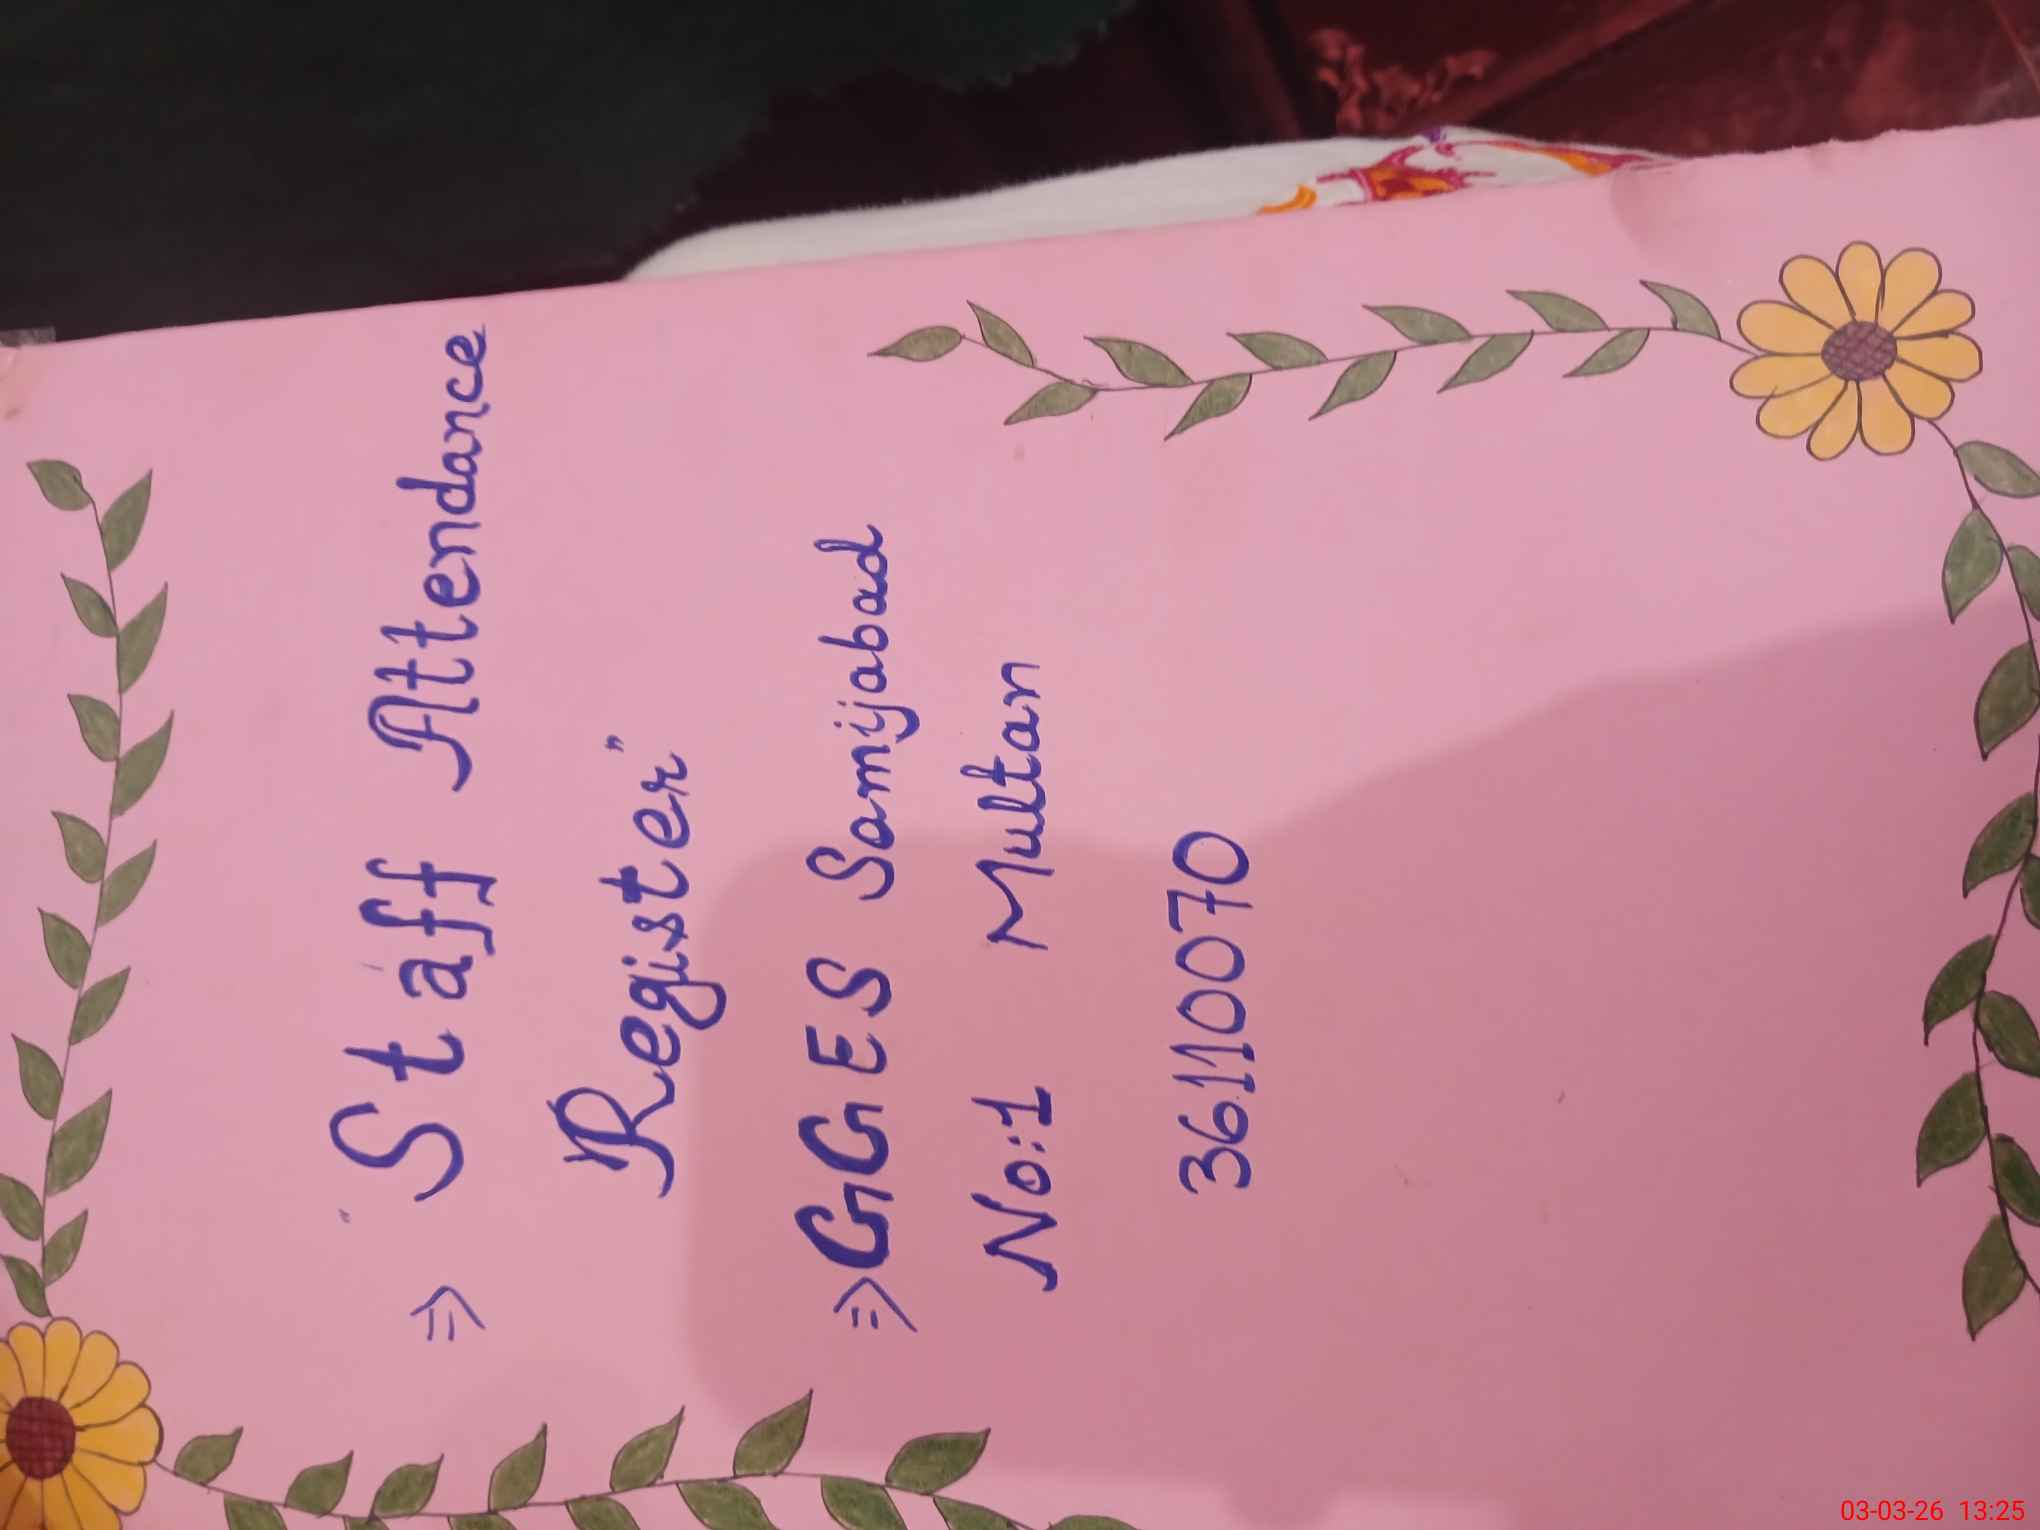 ⇒ "Staff Attendance
Register"
⇒ GGES Samijabad
No:1 Multan
36110070
03-03-26 13:25